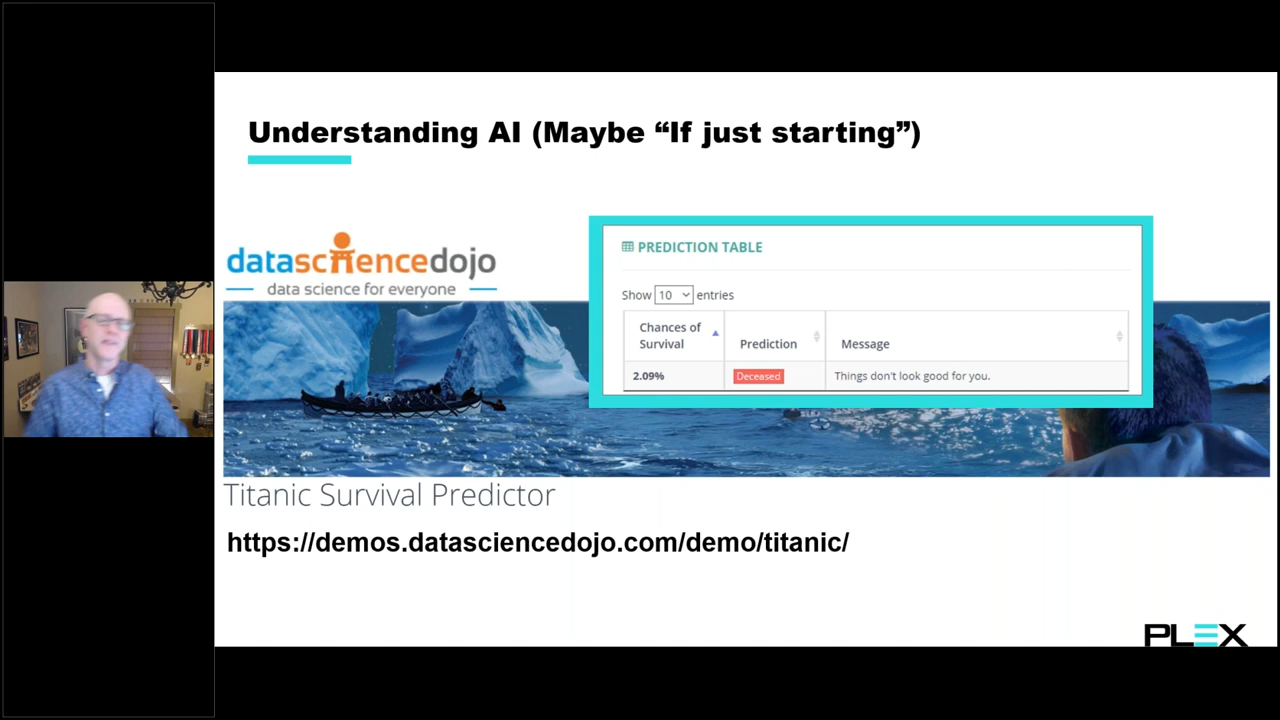 Understanding AI (Maybe “If just starting”)
datasciencedojo
data science for everyone
PREDICTION TABLE
Show 10 entries
Chances of Survival Prediction Message
2.09% Deceased Things don't look good for you.
Titanic Survival Predictor
https://demos.datasciencedojo.com/demo/titanic/
PLEX